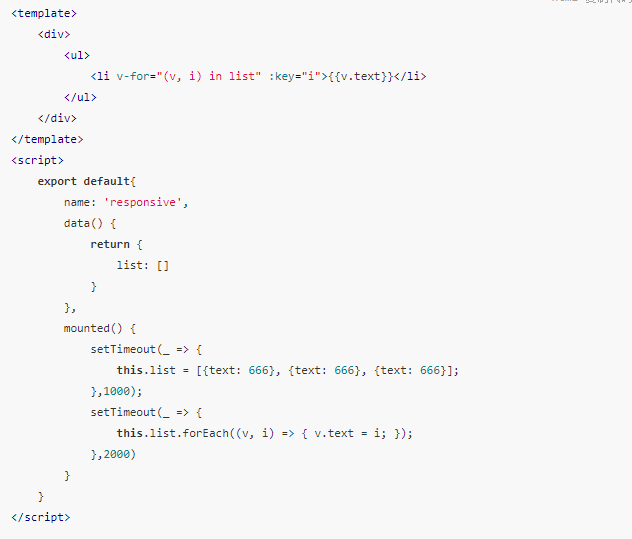 <template>
    <div>
        <ul>
            <li v-for="(v, i) in list" :key="i">{{v.text}}</li>
        </ul>
    </div>
</template>
<script>
    export default{
        name: 'responsive',
        data() {
            return {
                list: []
            }
        },
        mounted() {
            setTimeout(_ => {
                this.list = [{text: 666}, {text: 666}, {text: 666}];
            },1000);
            setTimeout(_ => {
                this.list.forEach((v, i) => { v.text = i; });
            },2000)
        }
    }
</script>